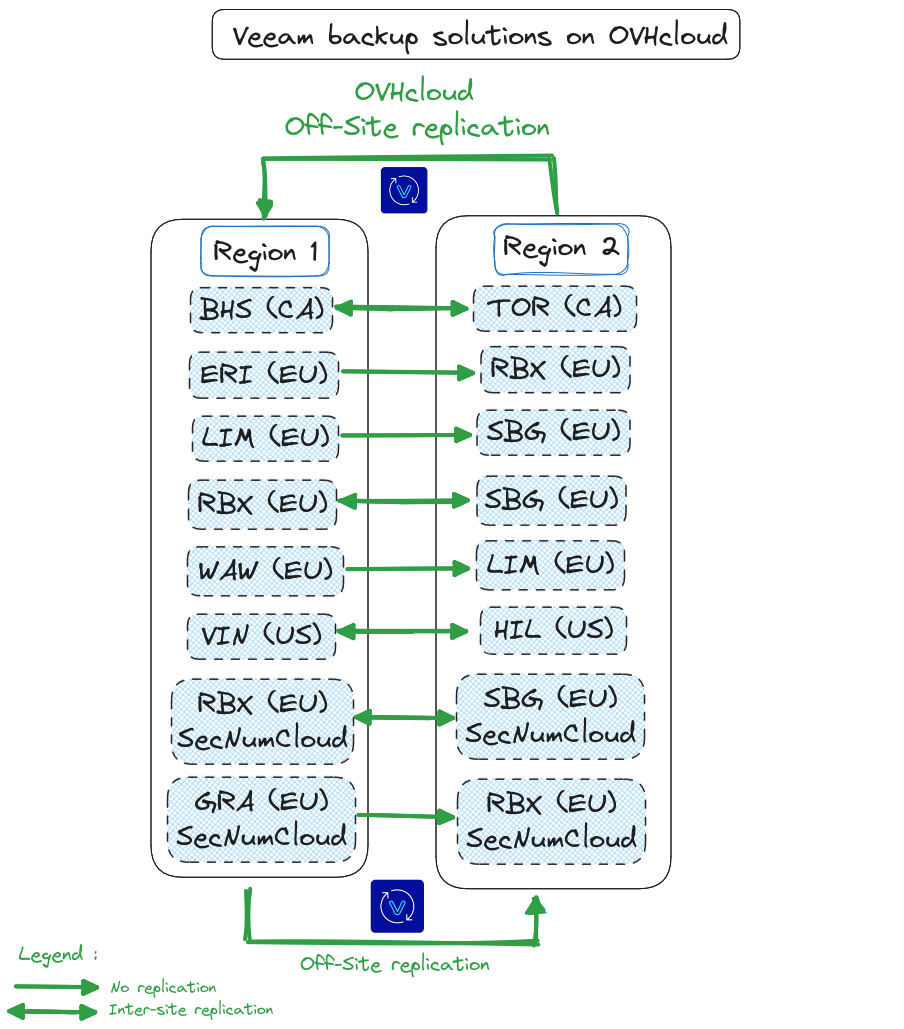 Veeam backup solutions on OVHcloud
OVHcloud
Off-Site replication
Region 1
Region 2
BHS (CA)
TOR (CA)
ERI (EU)
RBX (EU)
LIM (EU)
SBG (EU)
RBX (EU)
SBG (EU)
WAW (EU)
LIM (EU)
VIN (US)
HIL (US)
RBX (EU)
SecNumCloud
SBG (EU)
SecNumCloud
GRA (EU)
SecNumCloud
RBX (EU)
SecNumCloud
Off-Site replication
Legend :
No replication
Inter-site replication